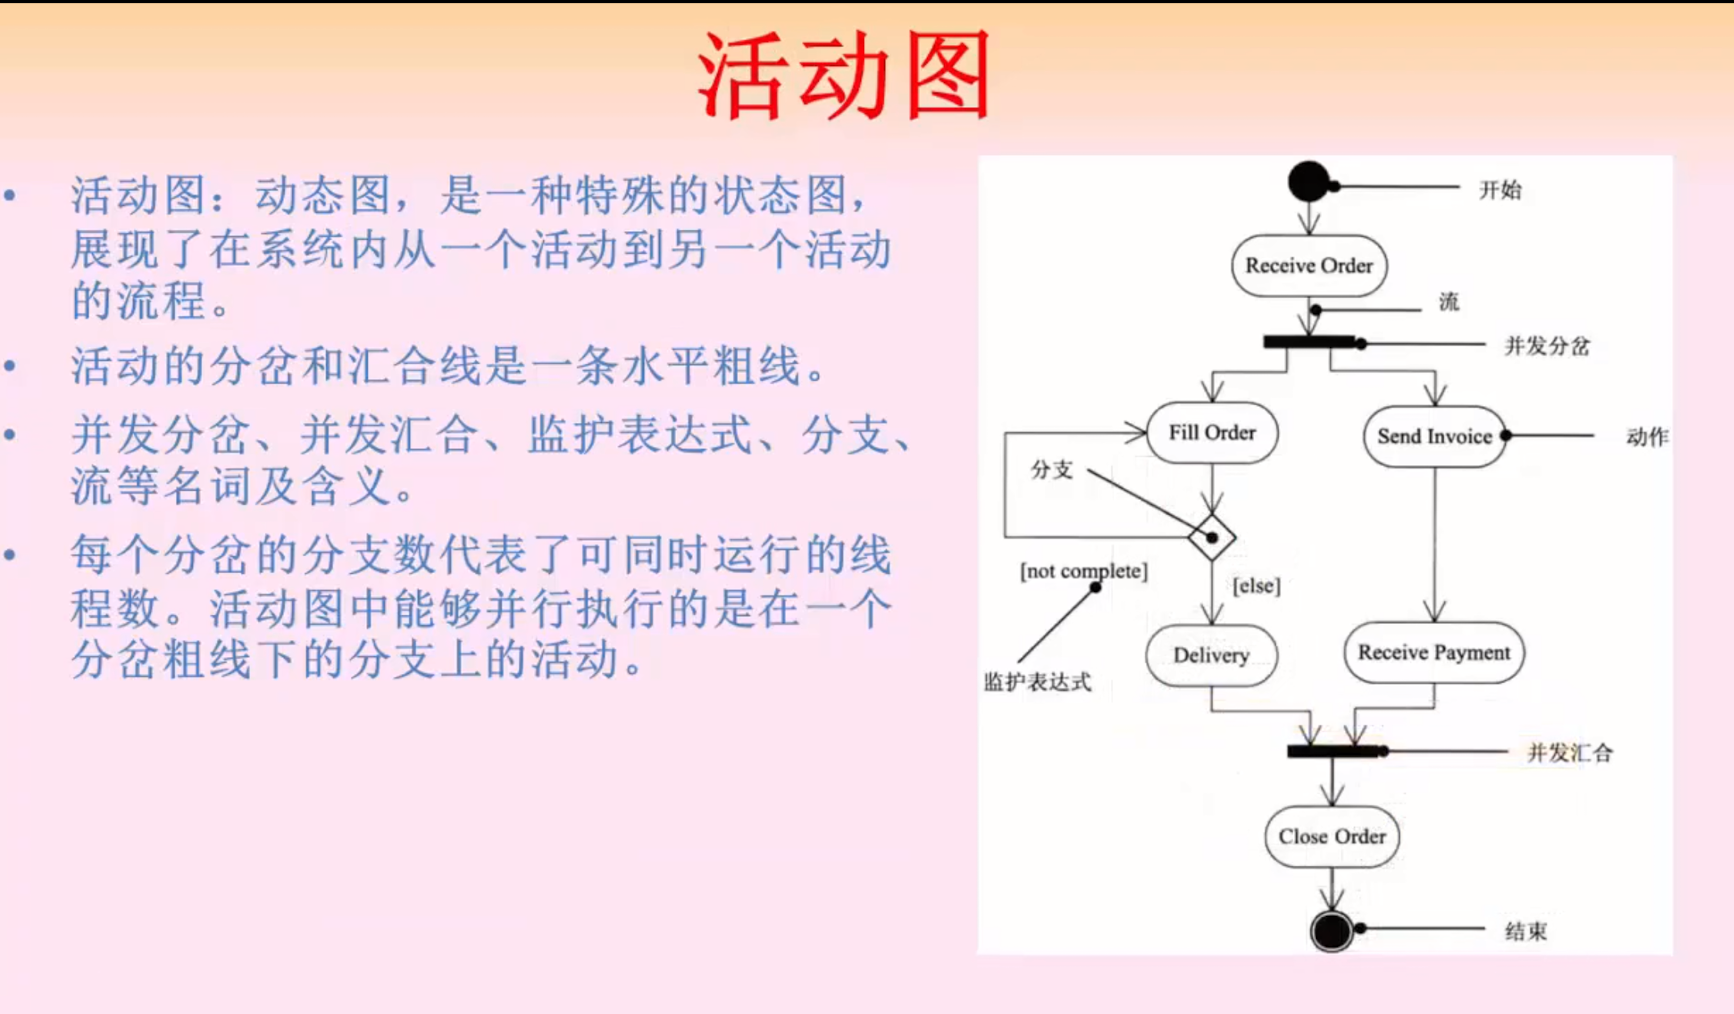 活动图
• 活动图：动态图，是一种特殊的状态图，
展现了在系统内从一个活动到另一个活动
的流程。
• 活动的分岔和汇合线是一条水平粗线。
• 并发分岔、并发汇合、监护表达式、分支、
流等名词及含义。
• 每个分岔的分支数代表了可同时运行的线
程数。活动图中能够并行执行的是在一个
分岔粗线下的分支上的活动。
开始
Receive Order
流
并发分岔
Fill Order
Send Invoice
动作
分支
[not complete]
[else]
Delivery
Receive Payment
监护表达式
并发汇合
Close Order
结束